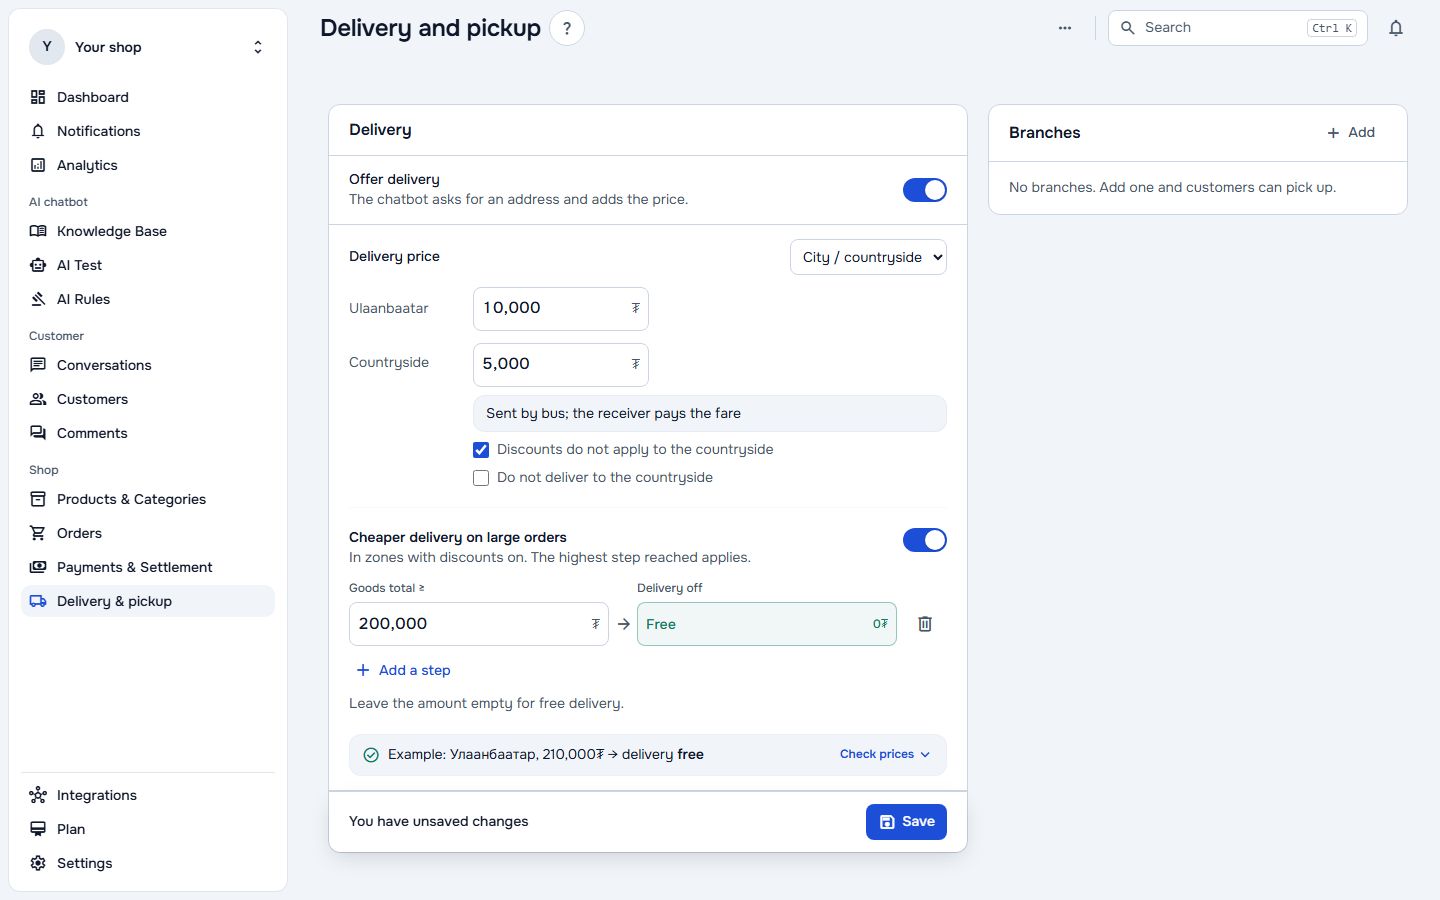 Y
Your shop
Dashboard
Notifications
Analytics
AI chatbot
Knowledge Base
AI Test
AI Rules
Customer
Conversations
Customers
Comments
Shop
Products & Categories
Orders
Payments & Settlement
Delivery & pickup
Integrations
Plan
Settings
Delivery and pickup ?
Search Ctrl K
Delivery
Offer delivery
The chatbot asks for an address and adds the price.
Delivery price City / countryside
Ulaanbaatar 10,000 ₮
Countryside 5,000 ₮
Sent by bus; the receiver pays the fare
Discounts do not apply to the countryside
Do not deliver to the countryside
Cheaper delivery on large orders
In zones with discounts on. The highest step reached applies.
Goods total ≥ Delivery off
200,000 ₮ → Free 0₮
+ Add a step
Leave the amount empty for free delivery.
Example: Улаанбаатар, 210,000₮ → delivery free Check prices
You have unsaved changes Save
Branches + Add
No branches. Add one and customers can pick up.